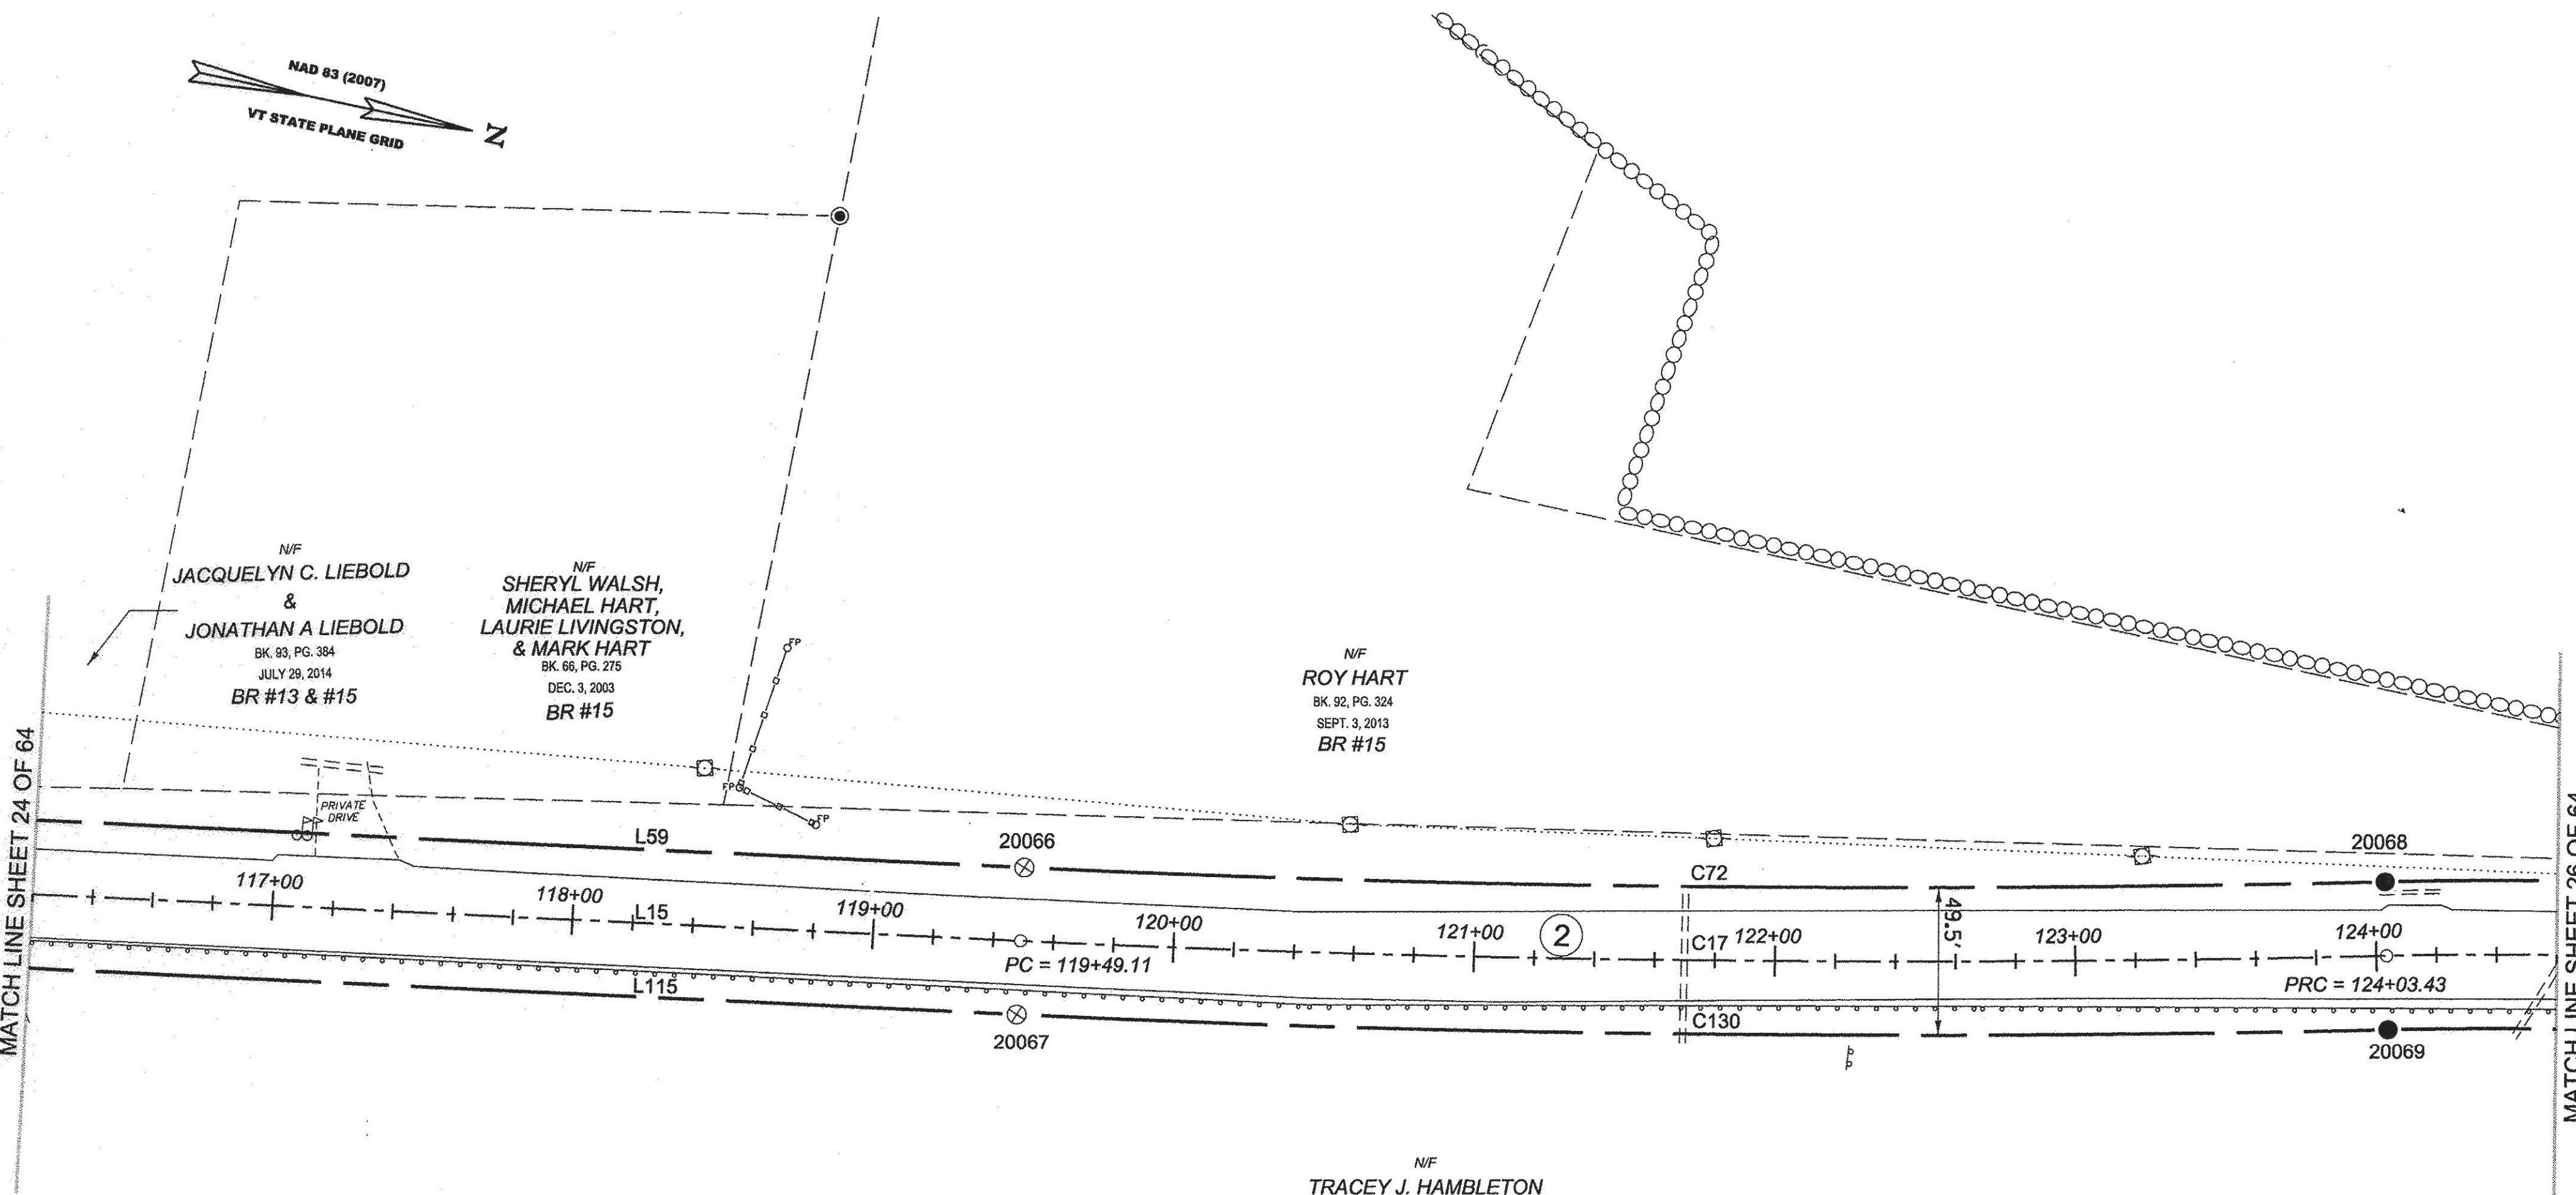 NAD 83 (2007)
VT STATE PLANE GRID
N
N/F
JACQUELYN C. LIEBOLD
&
JONATHAN A LIEBOLD
BK. 93, PG. 384
JULY 29, 2014
BR #13 & #15
N/F
SHERYL WALSH,
MICHAEL HART,
LAURIE LIVINGSTON,
& MARK HART
BK. 66, PG. 275
DEC. 3, 2003
BR #15
FP
FP
FP
N/F
ROY HART
BK. 92, PG. 324
SEPT. 3, 2013
BR #15
MATCH LINE SHEET 24 OF 64
PRIVATE
DRIVE
L59
20066
C72
20068
117+00
118+00
L15
119+00
120+00
121+00
2
C17
122+00
49.5'
123+00
124+00
PC = 119+49.11
PRC = 124+03.43
L115
20067
C130
20069
MATCH LINE SHEET 26 OF 64
N/F
TRACEY J. HAMBLETON